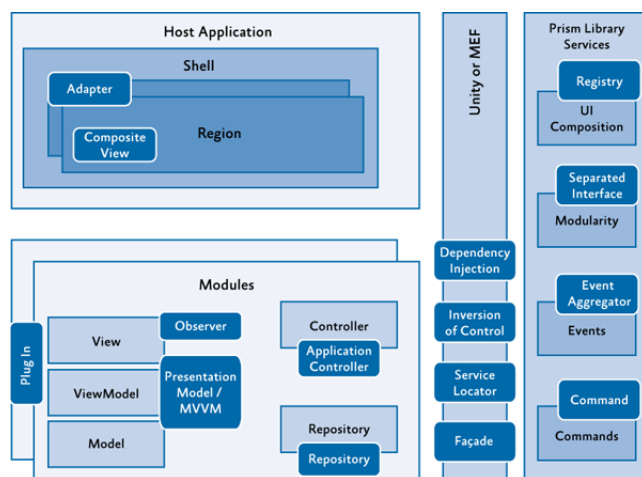 Host Application
Shell
Adapter
Region
Composite
View
Modules
Plug In
View
Observer
ViewModel
Presentation
Model /
MVVM
Model
Controller
Application
Controller
Repository
Repository
Unity or MEF
Dependency
Injection
Inversion
of Control
Service
Locator
Façade
Prism Library
Services
Registry
UI
Composition
Separated
Interface
Modularity
Event
Aggregator
Events
Command
Commands